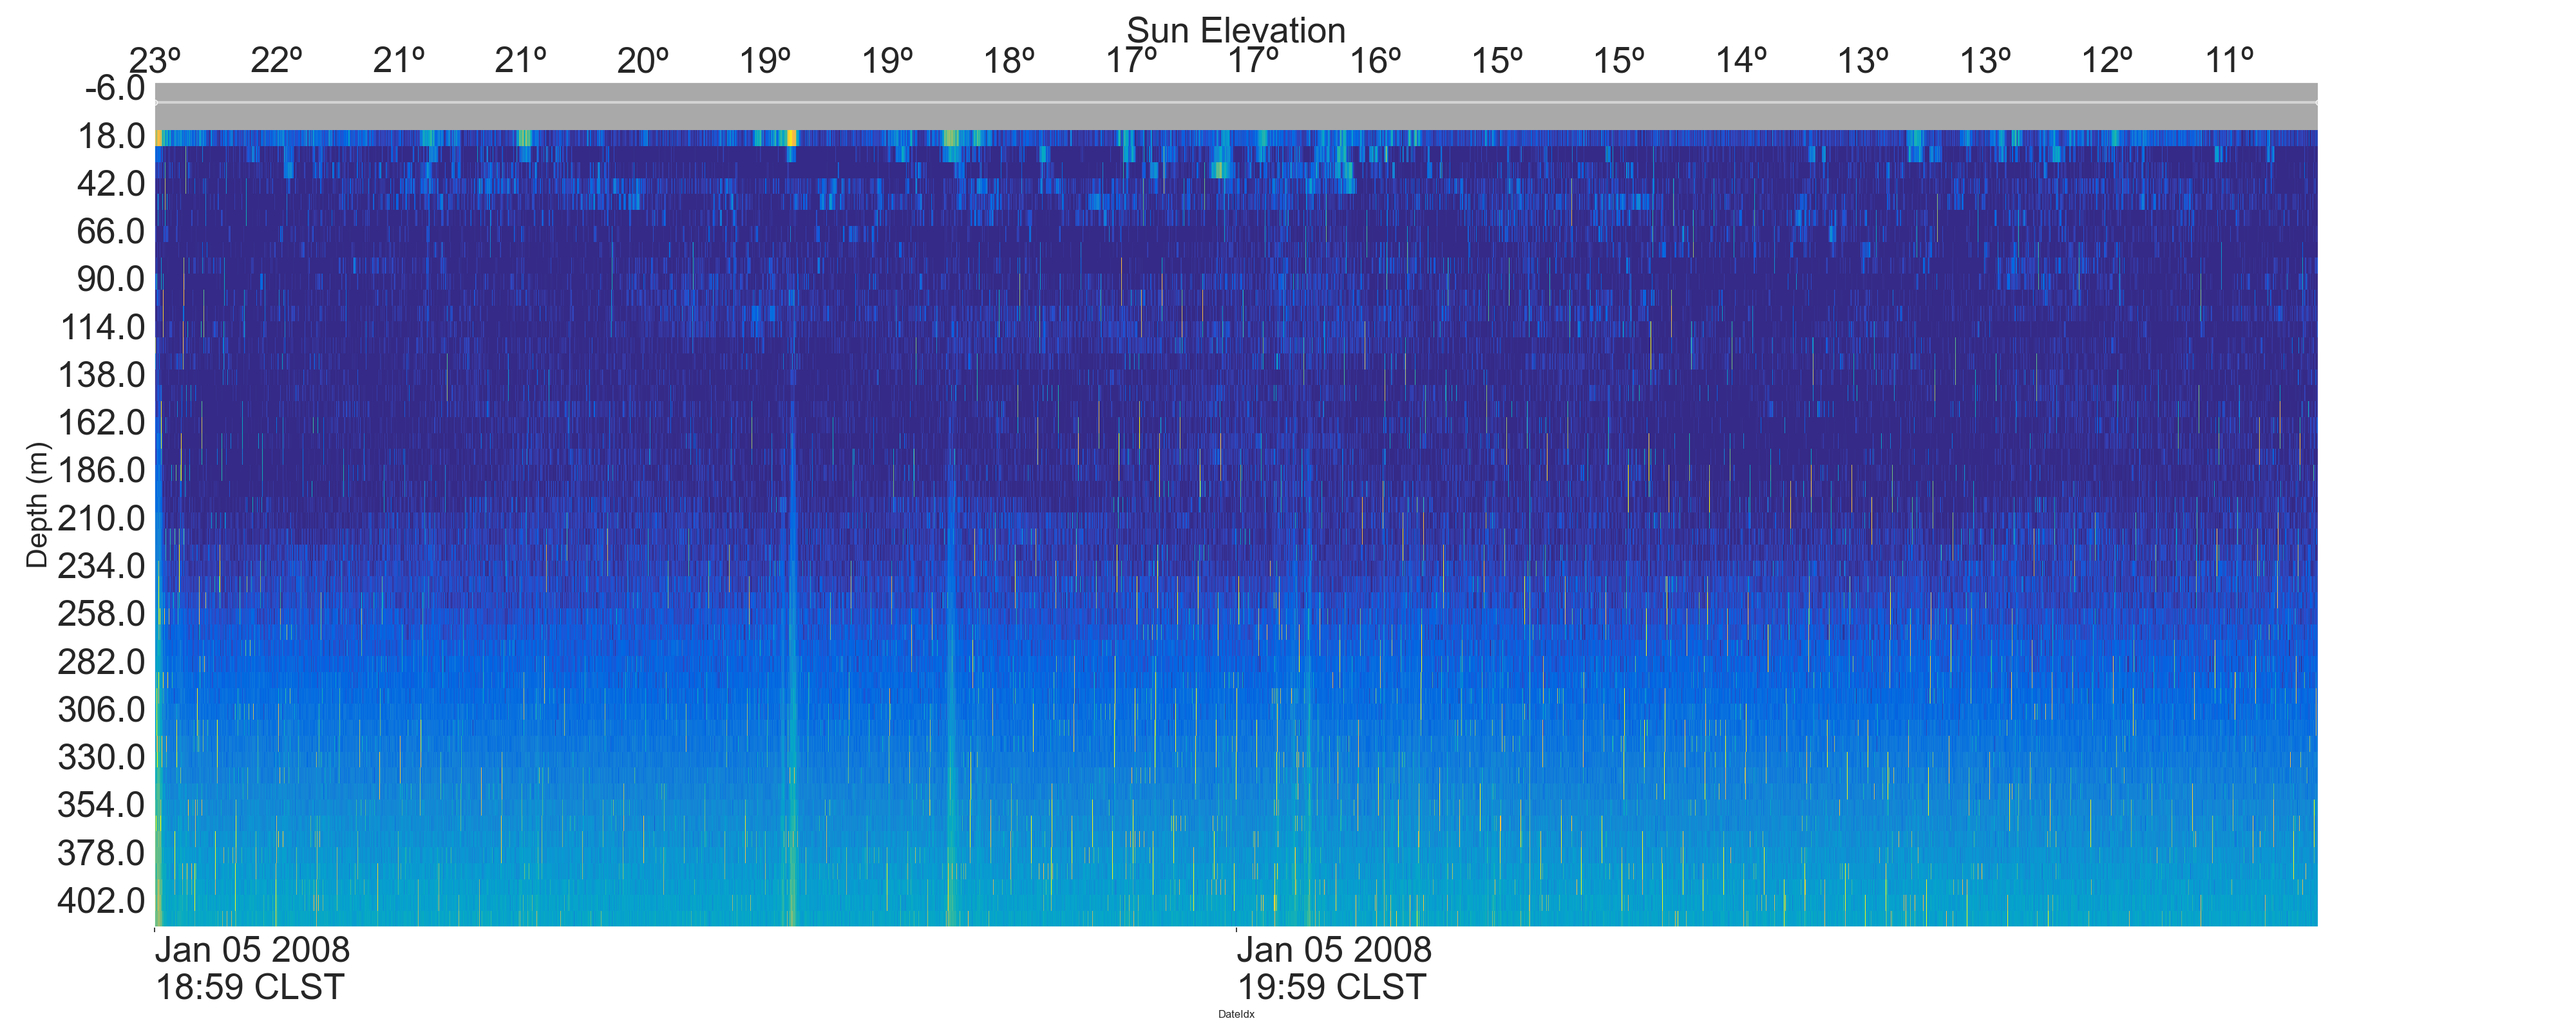 Sun Elevation
23º 22º 21º 21º 20º 19º 19º 18º 17º 17º 16º 15º 15º 14º 13º 13º 12º 11º
-6.0
18.0
42.0
66.0
90.0
114.0
138.0
162.0
186.0
210.0
234.0
258.0
282.0
306.0
330.0
354.0
378.0
402.0
Depth (m)
Jan 05 2008
18:59 CLST
Jan 05 2008
19:59 CLST
DateIdx